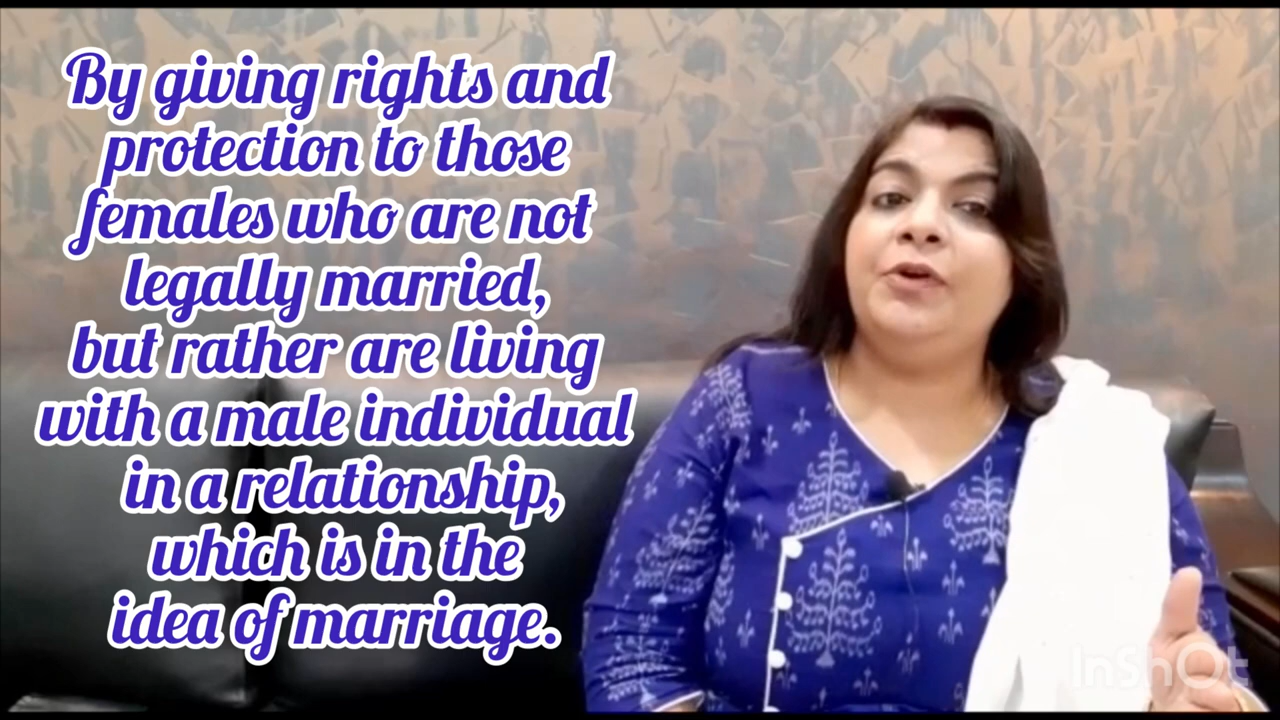 By giving rights and
protection to those
females who are not
legally married,
but rather are living
with a male individual
in a relationship,
which is in the
idea of marriage.
InShOt